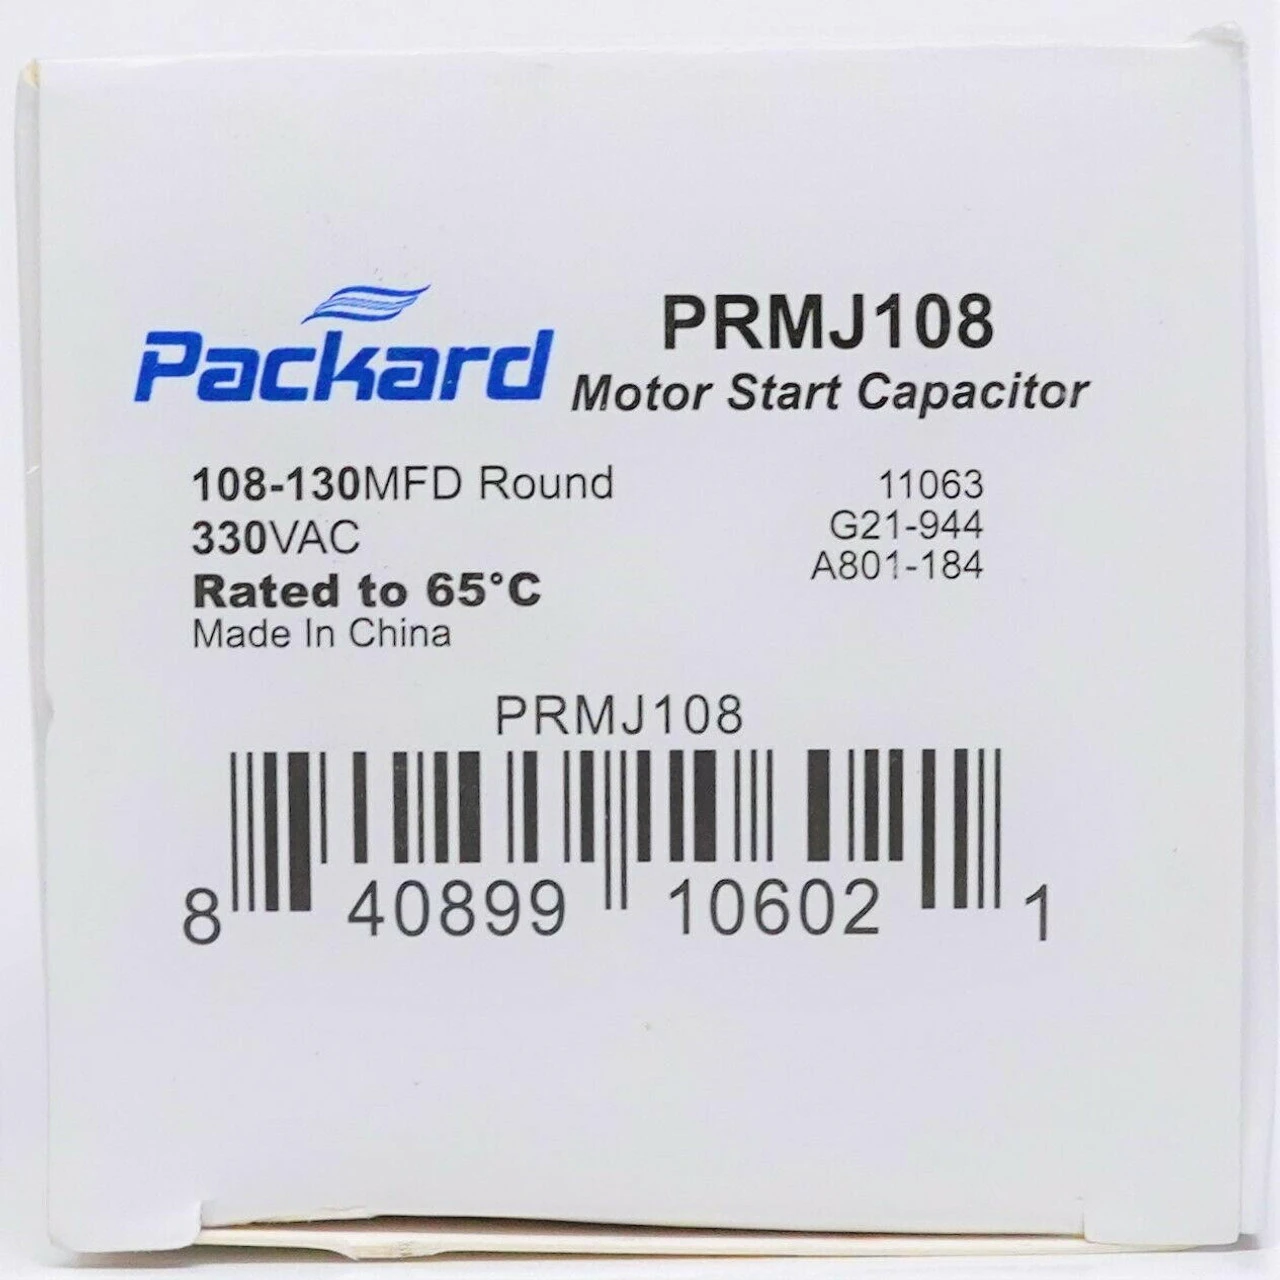 Packard
PRMJ108
Motor Start Capacitor
108-130MFD Round
330VAC
Rated to 65°C
Made In China
11063
G21-944
A801-184
PRMJ108
8 40899 10602 1